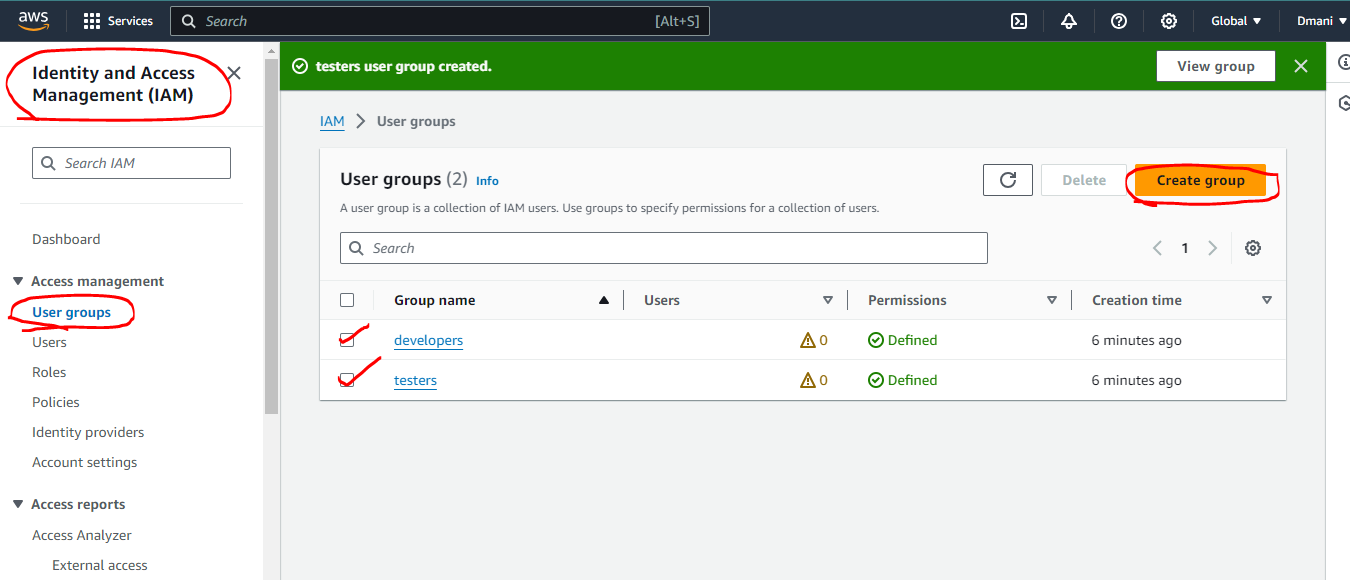 aws Services Search [Alt+S] Global Dmani
Identity and Access
Management (IAM)
Search IAM
Dashboard
Access management
User groups
Users
Roles
Policies
Identity providers
Account settings
Access reports
Access Analyzer
External access
testers user group created. View group
IAM > User groups
User groups (2) Info
Delete Create group
A user group is a collection of IAM users. Use groups to specify permissions for a collection of users.
Search
1
Group name Users Permissions Creation time
developers 0 Defined 6 minutes ago
testers 0 Defined 6 minutes ago